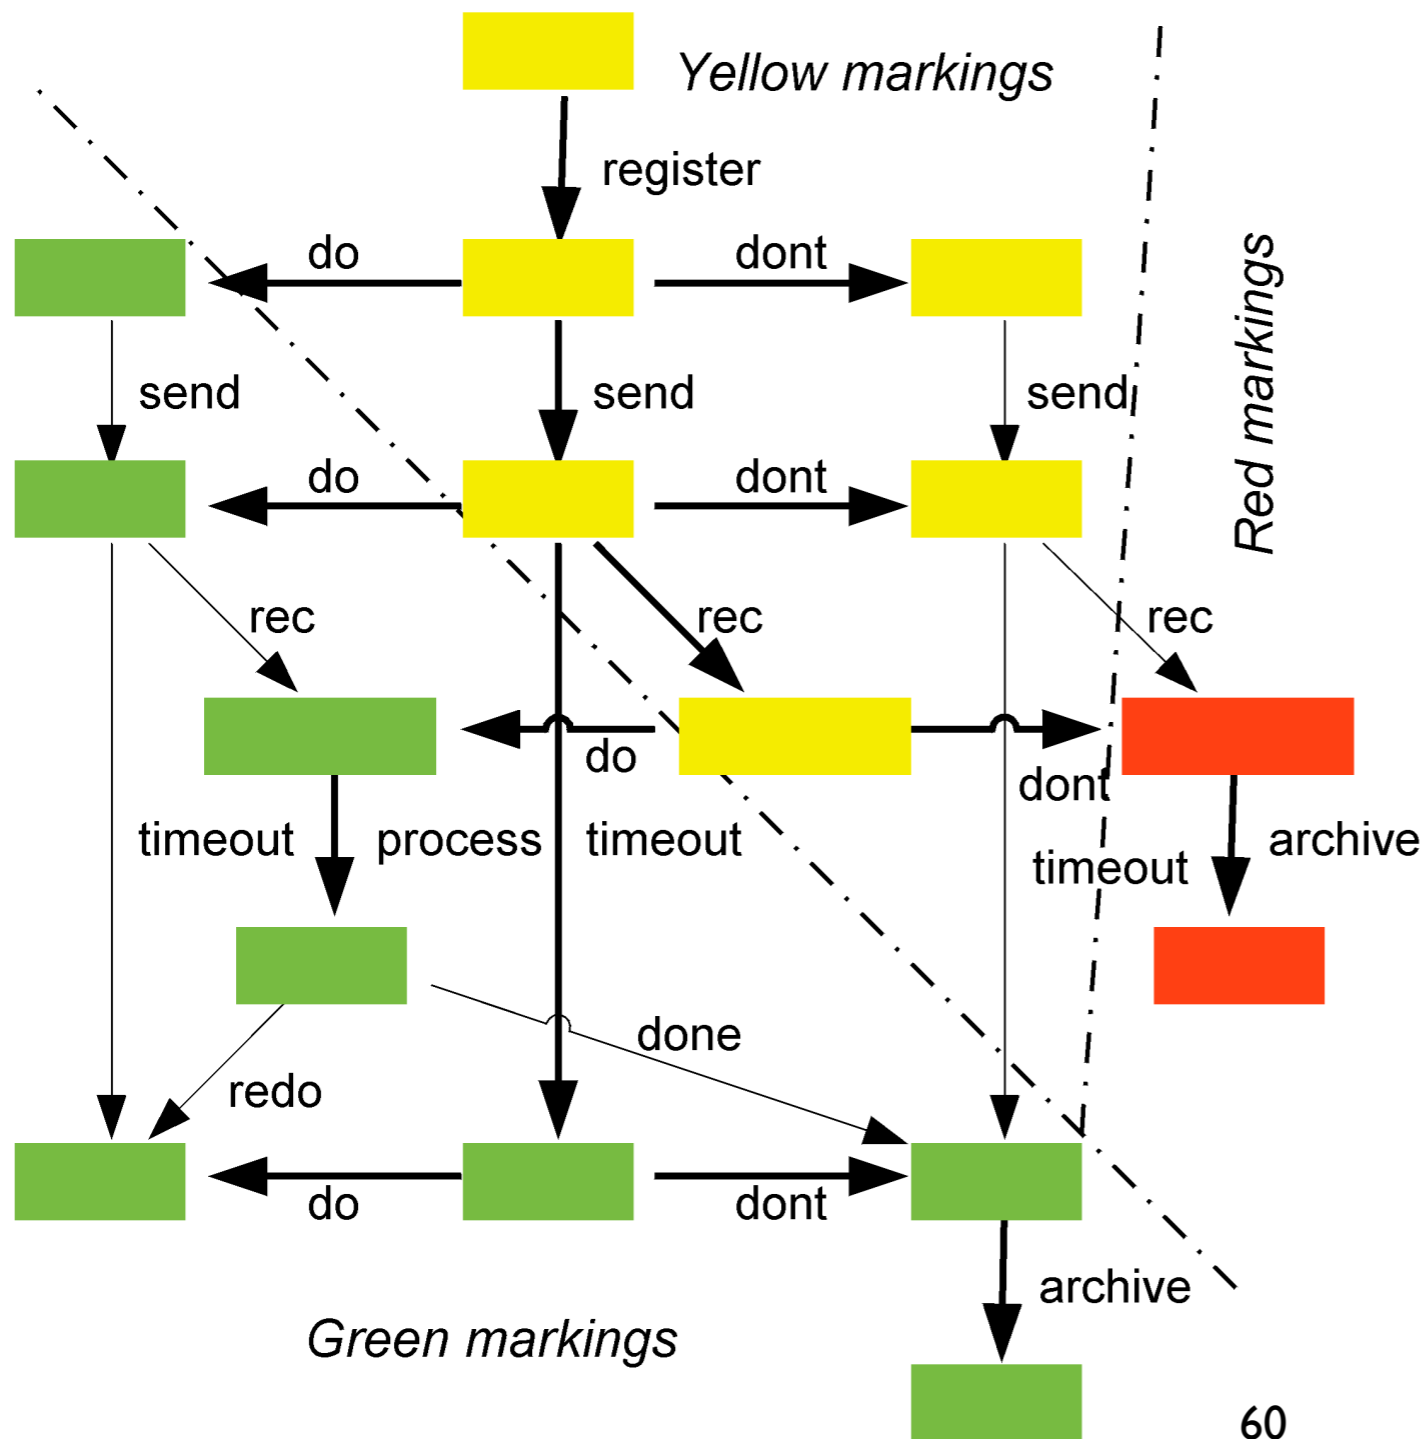 Yellow markings
register
do
dont
Red markings
send
send
send
do
dont
rec
rec
rec
do
dont
timeout
process
timeout
timeout
archive
done
redo
do
dont
archive
Green markings
60